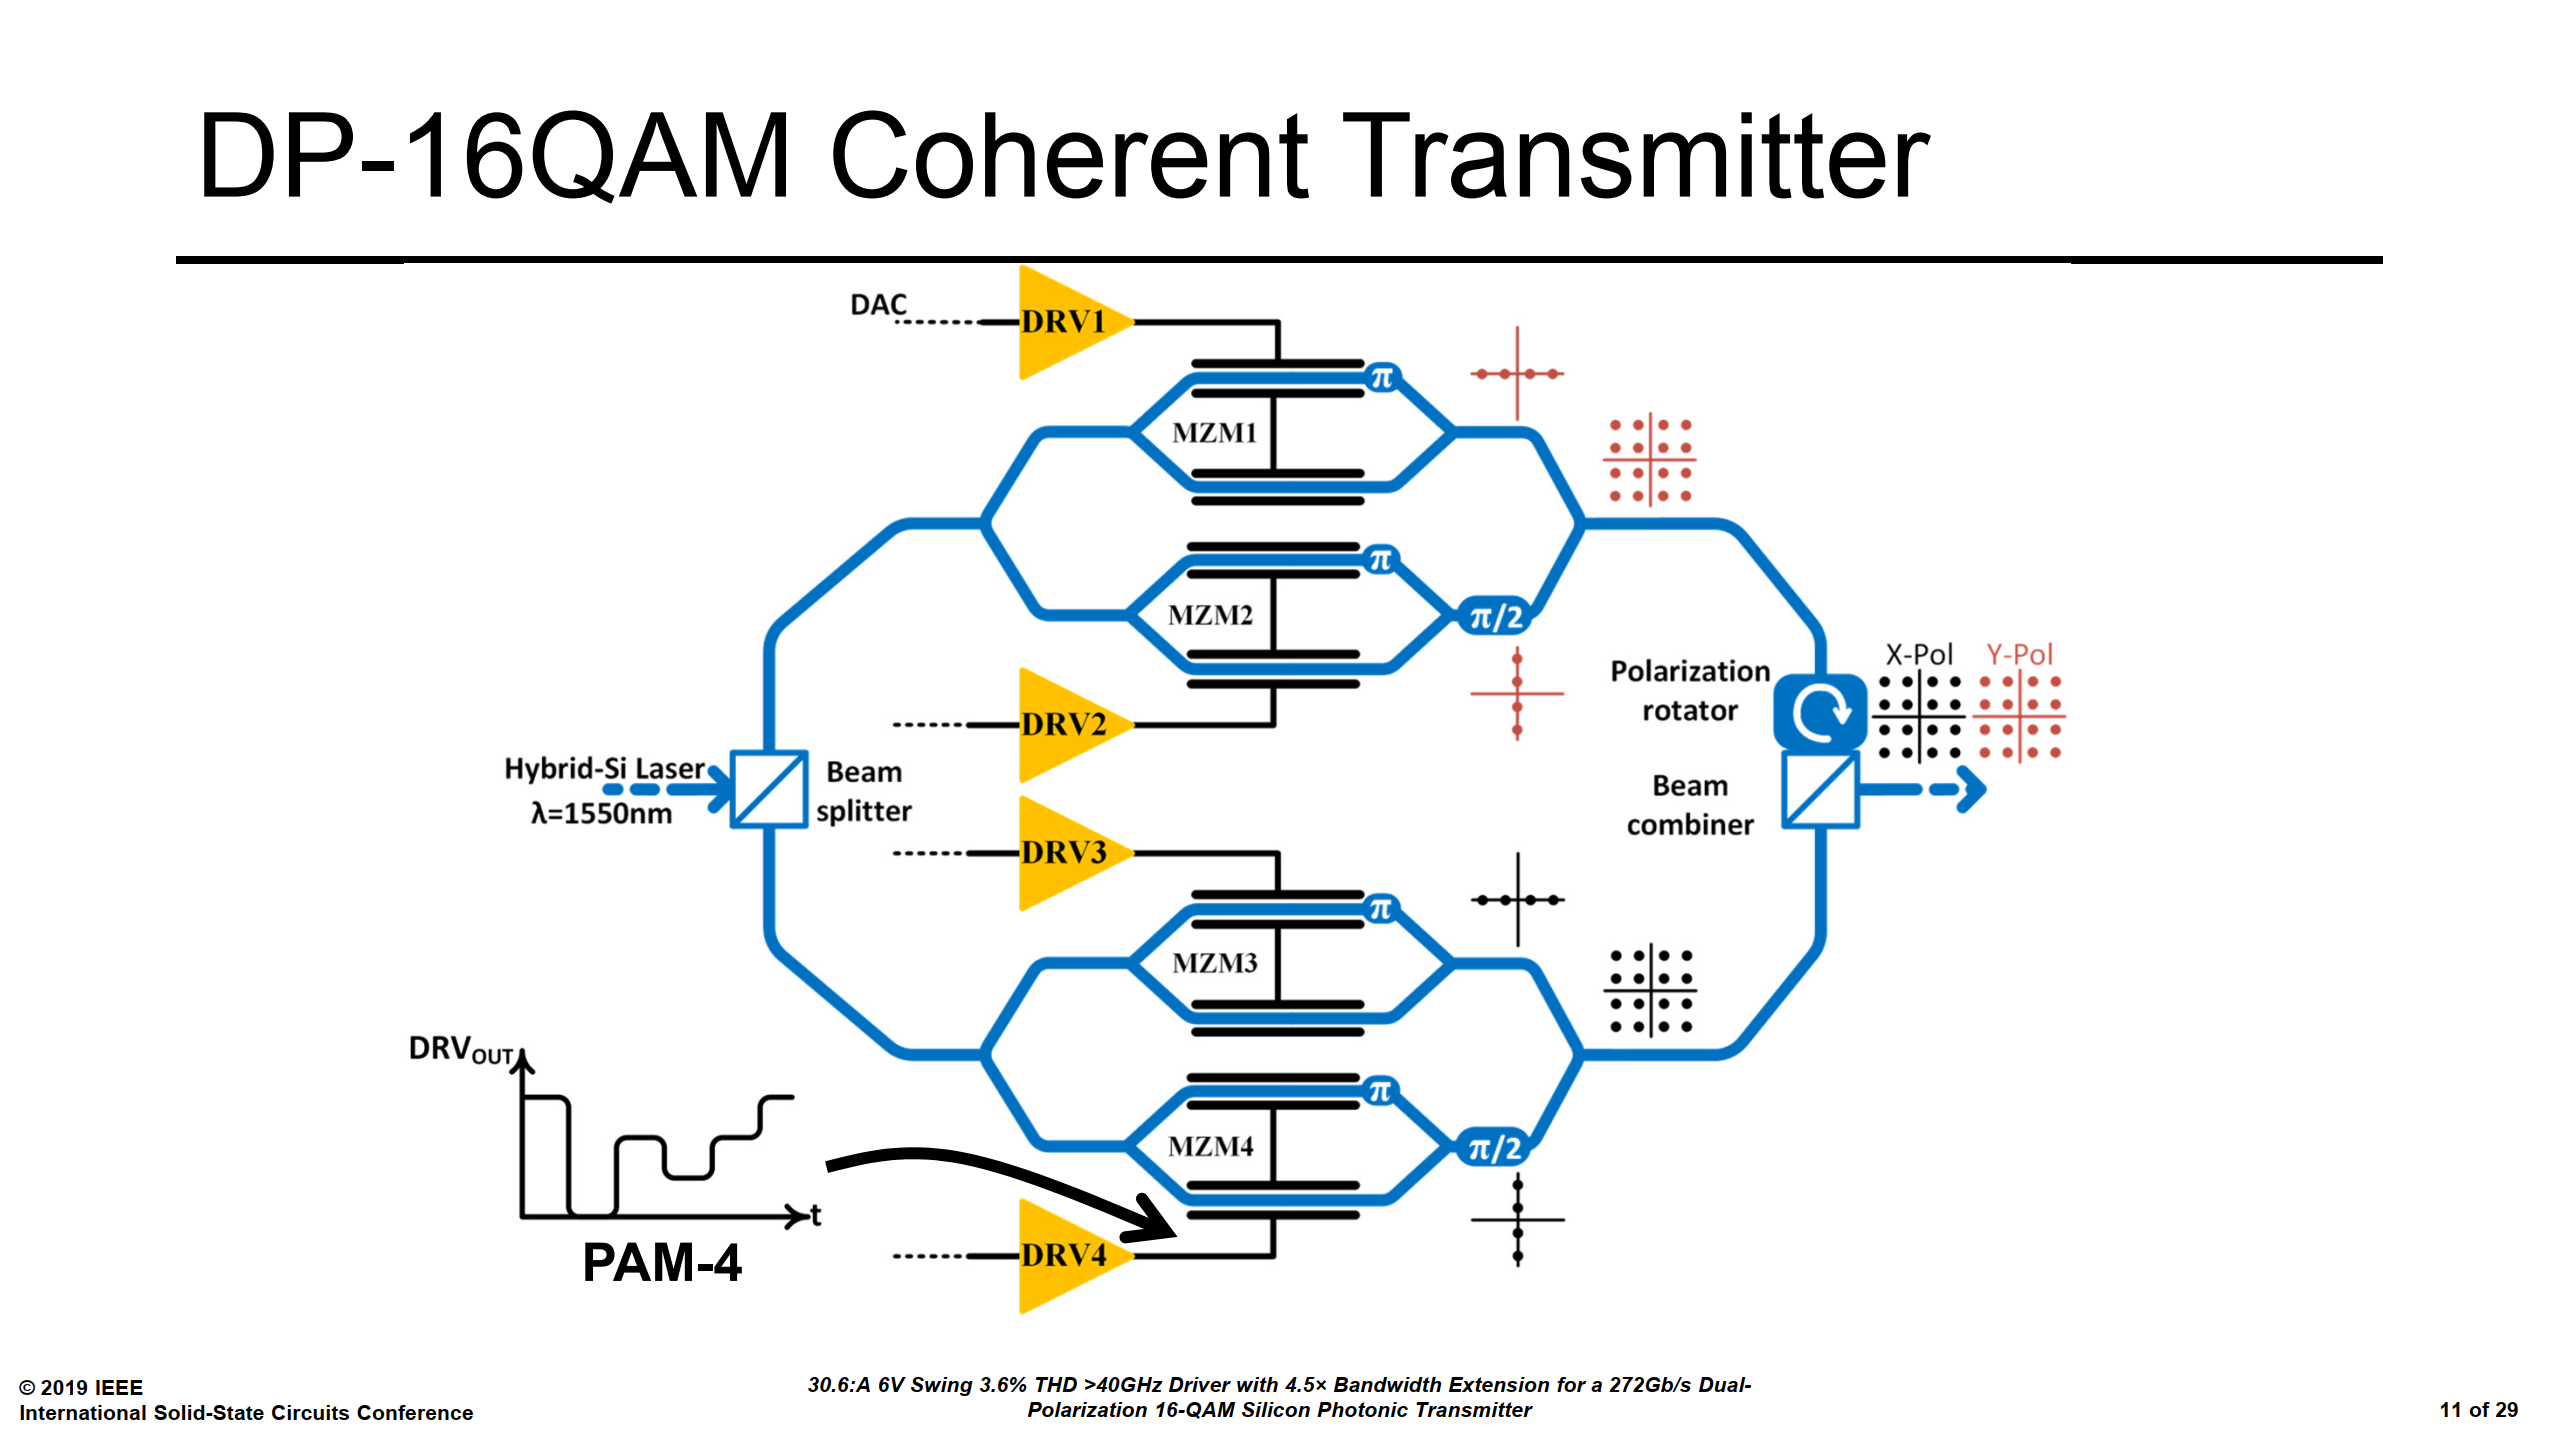 DP-16QAM Coherent Transmitter
DAC
DRV1
π
MZM1
π
MZM2
π/2
DRV2
Polarization
rotator
X-Pol
Y-Pol
Hybrid-Si Laser
λ=1550nm
Beam
splitter
Beam
combiner
DRV3
π
MZM3
π
MZM4
π/2
DRV4
DRVOUT
t
PAM-4
© 2019 IEEE
International Solid-State Circuits Conference
30.6:A 6V Swing 3.6% THD >40GHz Driver with 4.5× Bandwidth Extension for a 272Gb/s Dual-
Polarization 16-QAM Silicon Photonic Transmitter
11 of 29